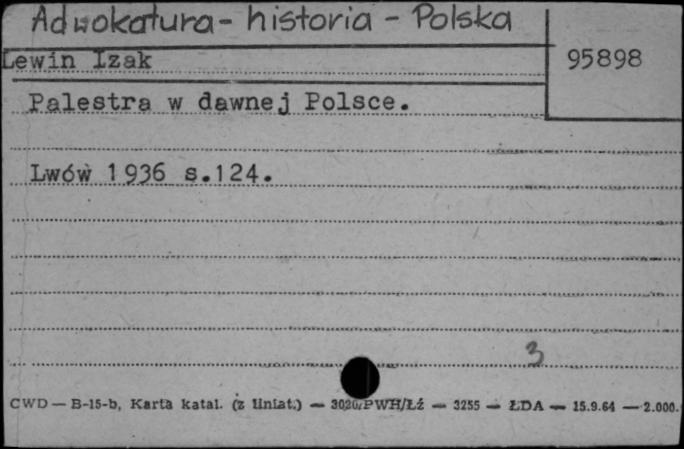 Adwokatura - historia - Polska
Lewin Izak
95898
Palestra w dawnej Polsce.
Lwów 1936 s.124.
3
CWD — B-15-b, Karta katal. (z liniat.) — 3020/PWH/Łź — 3255 — ŁDA — 15.9.64 — 2.000.